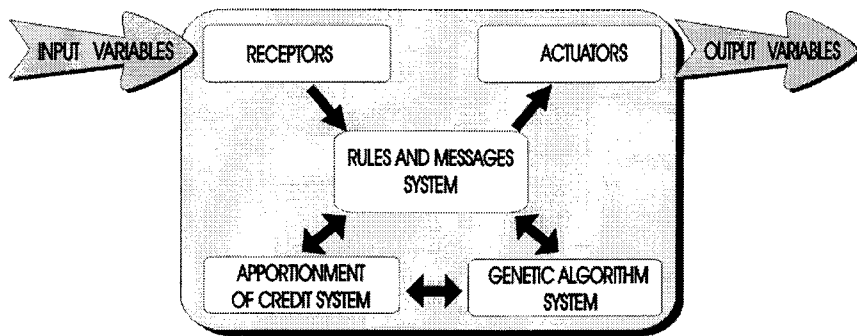 INPUT VARIABLES
RECEPTORS
ACTUATORS
OUTPUT VARIABLES
RULES AND MESSAGES
SYSTEM
APPORTIONMENT
OF CREDIT SYSTEM
GENETIC ALGORITHM
SYSTEM